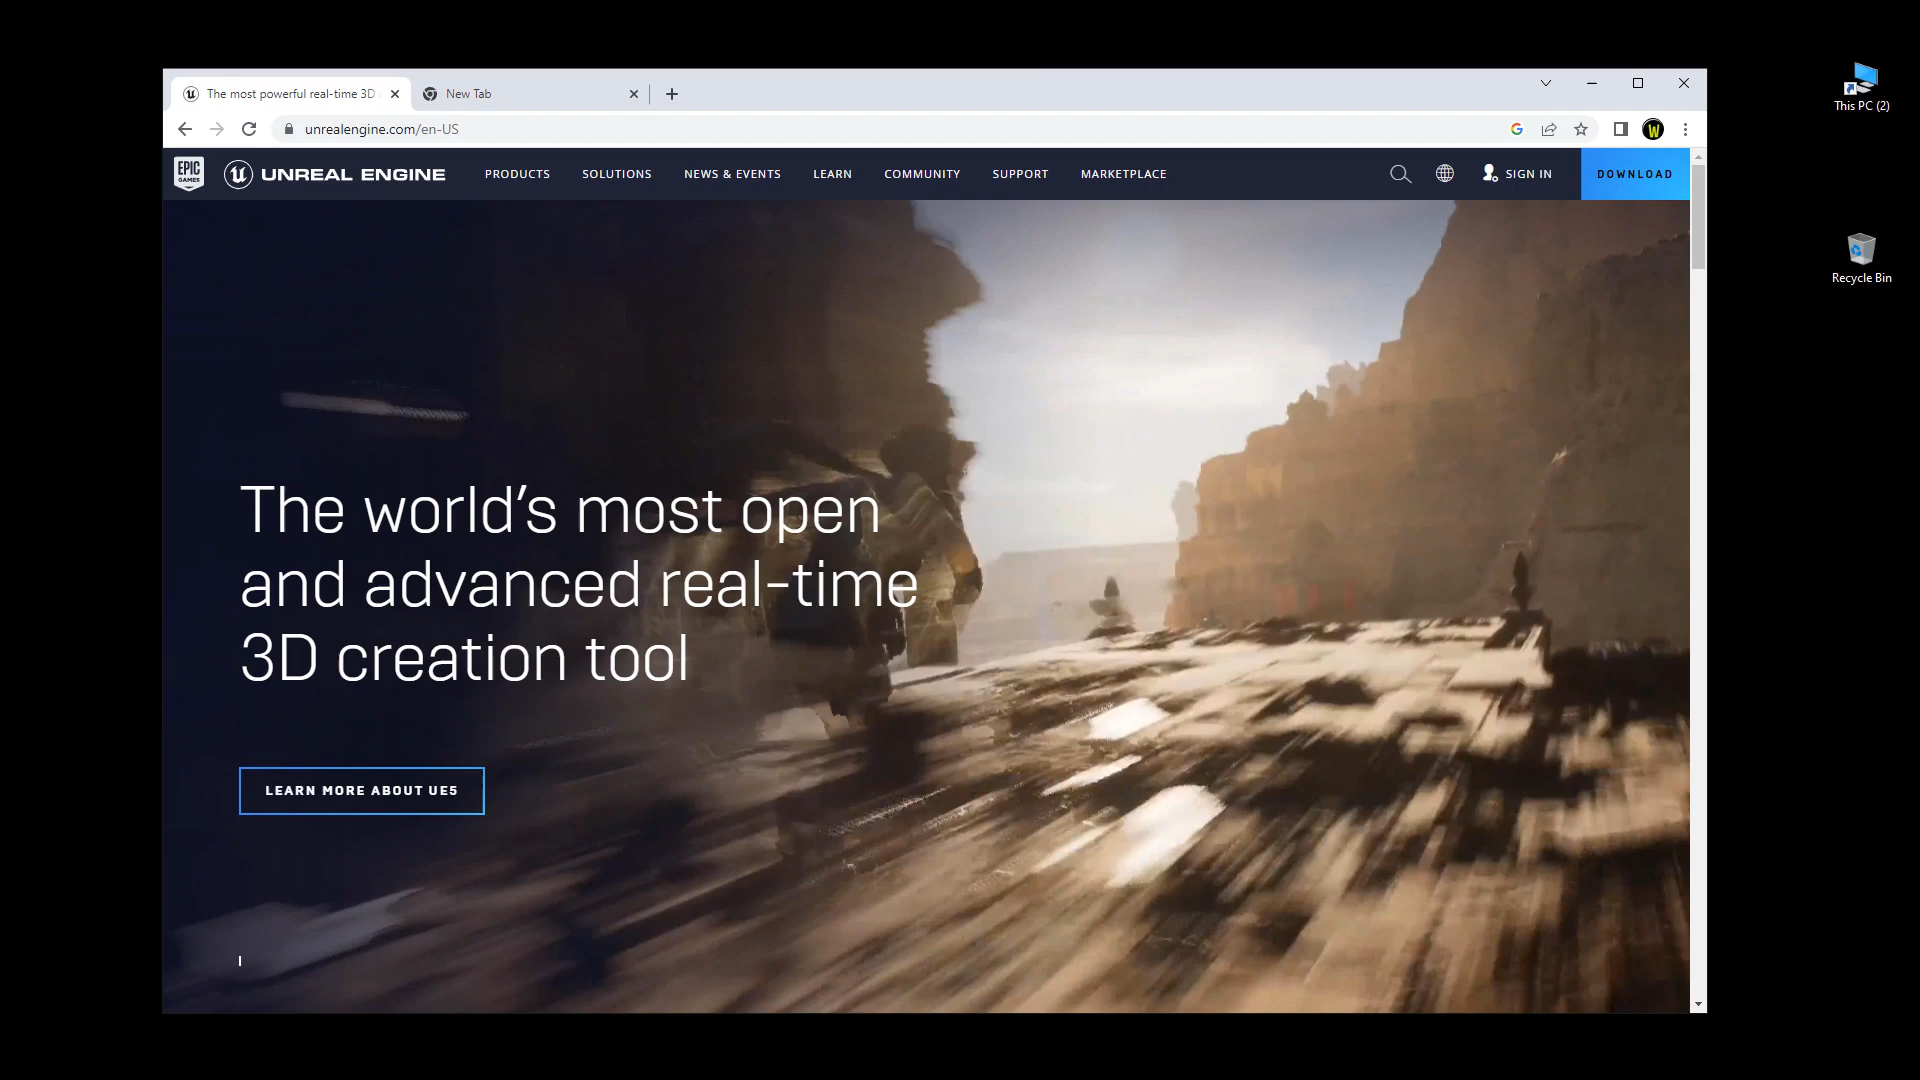 The most powerful real-time 3D
New Tab
unrealengine.com/en-US
EPIC
GAMES
UNREAL ENGINE
PRODUCTS
SOLUTIONS
NEWS & EVENTS
LEARN
COMMUNITY
SUPPORT
MARKETPLACE
SIGN IN
DOWNLOAD
The world’s most open
and advanced real-time
3D creation tool
LEARN MORE ABOUT UE5
This PC (2)
Recycle Bin